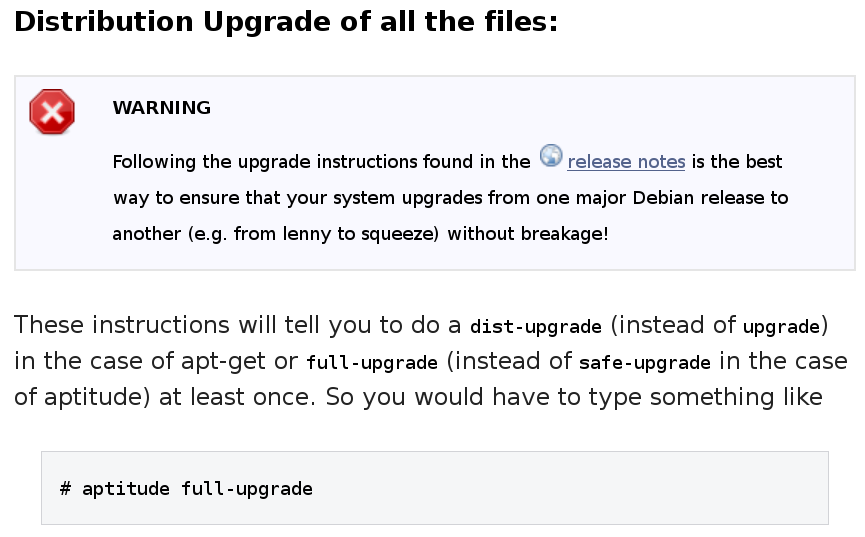 Distribution Upgrade of all the files:
WARNING
Following the upgrade instructions found in the release notes is the best
way to ensure that your system upgrades from one major Debian release to
another (e.g. from lenny to squeeze) without breakage!
These instructions will tell you to do a dist-upgrade (instead of upgrade)
in the case of apt-get or full-upgrade (instead of safe-upgrade in the case
of aptitude) at least once. So you would have to type something like
# aptitude full-upgrade